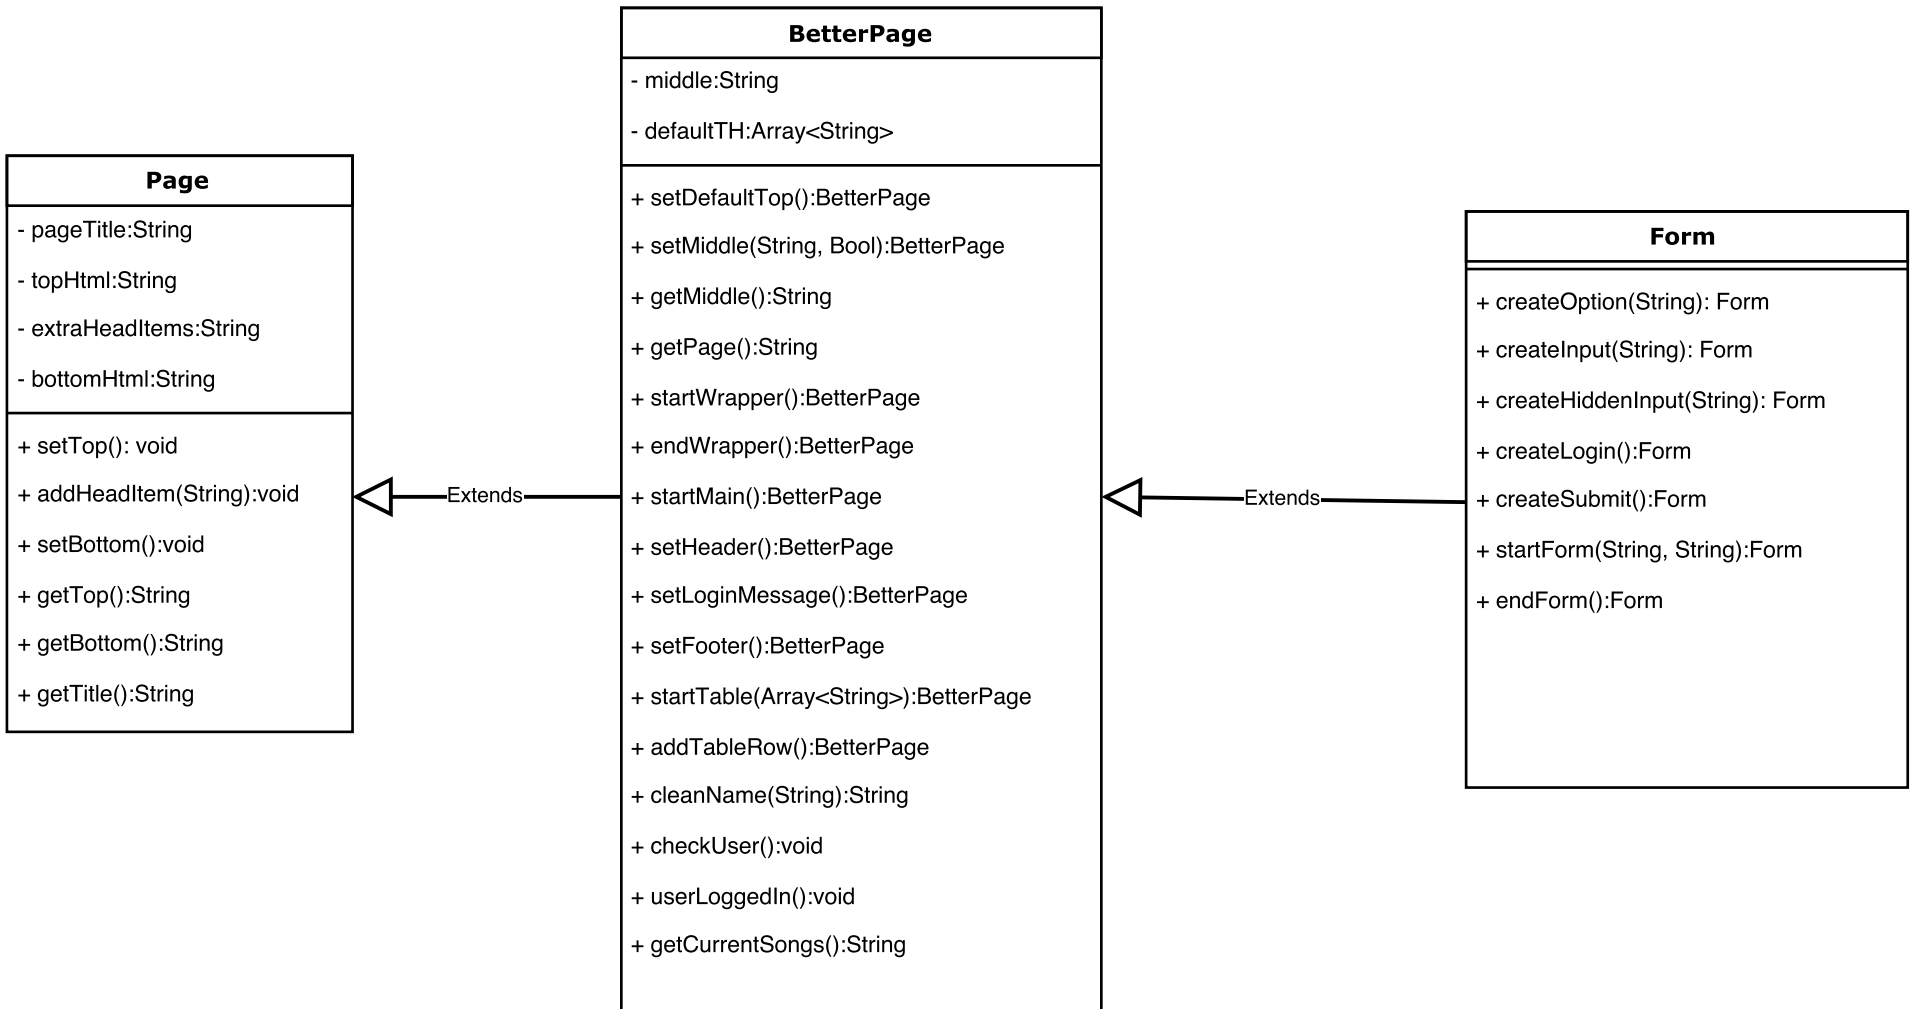 Page
- pageTitle:String
- topHtml:String
- extraHeadItems:String
- bottomHtml:String
+ setTop(): void
+ addHeadItem(String):void
+ setBottom():void
+ getTop():String
+ getBottom():String
+ getTitle():String
Extends
BetterPage
- middle:String
- defaultTH:Array<String>
+ setDefaultTop():BetterPage
+ setMiddle(String, Bool):BetterPage
+ getMiddle():String
+ getPage():String
+ startWrapper():BetterPage
+ endWrapper():BetterPage
+ startMain():BetterPage
+ setHeader():BetterPage
+ setLoginMessage():BetterPage
+ setFooter():BetterPage
+ startTable(Array<String>):BetterPage
+ addTableRow():BetterPage
+ cleanName(String):String
+ checkUser():void
+ userLoggedIn():void
+ getCurrentSongs():String
Extends
Form
+ createOption(String): Form
+ createInput(String): Form
+ createHiddenInput(String): Form
+ createLogin():Form
+ createSubmit():Form
+ startForm(String, String):Form
+ endForm():Form